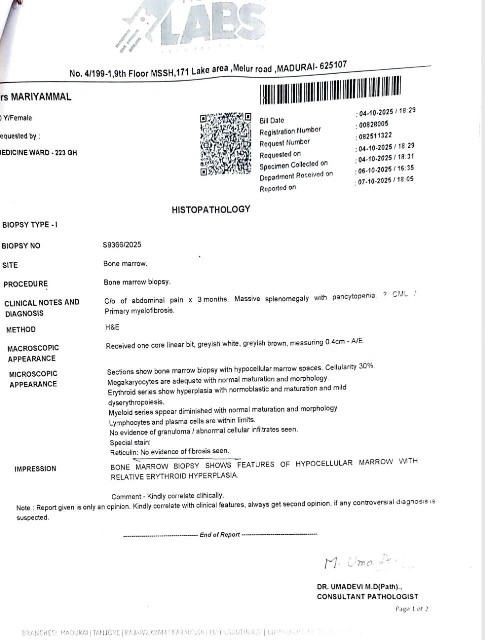 LABS
No. 4/199-1,9th Floor MSSH,171 Lake area ,Melur road ,MADURAI- 625107
rs MARIYAMMAL
Y/Female
equested by :
EDICINE WARD - 223 GH
Bill Date : 04-10-2025 / 18:29
Registration Number : 00828005
Request Number : 082511322
Requested on : 04-10-2025 / 18:29
Specimen Collected on : 04-10-2025 / 18:31
Department Received on : 06-10-2025 / 16:35
Reported on : 07-10-2025 / 18:05
HISTOPATHOLOGY
BIOPSY TYPE - I
BIOPSY NO S9366/2025
SITE Bone marrow.
PROCEDURE Bone marrow biopsy.
CLINICAL NOTES AND DIAGNOSIS C/o of abdominal pain x 3 months. Massive splenomegaly with pancytopenia ? CML /
Primary myelofibrosis.
METHOD H&E
MACROSCOPIC APPEARANCE Received one core linear bit, greyish white, greyish brown, measuring 0.4cm - A/E.
MICROSCOPIC APPEARANCE Sections show bone marrow biopsy with hypocellular marrow spaces. Cellularity 30%.
Megakaryocytes are adequate with normal maturation and morphology.
Erythroid series show hyperplasia with normoblastic and maturation and mild
dyserythropoiesis.
Myeloid series appear diminished with normal maturation and morphology
Lymphocytes and plasma cells are within limits.
No evidence of granuloma / abnormal cellular infiltrates seen.
Special stain:
Reticulin: No evidence of fibrosis seen.
IMPRESSION BONE MARROW BIOPSY SHOWS FEATURES OF HYPOCELLULAR MARROW WITH
RELATIVE ERYTHROID HYPERPLASIA.
Comment - Kindly correlate clinically.
Note : Report given is only an opinion. Kindly correlate with clinical features, always get second opinion, if any controversial diagnosis is
suspected.
End of Report
M. Uma
DR. UMADEVI M.D(Path).,
CONSULTANT PATHOLOGIST
Page 1 of 2
BRANCHES: MADURAI | TANJORE |